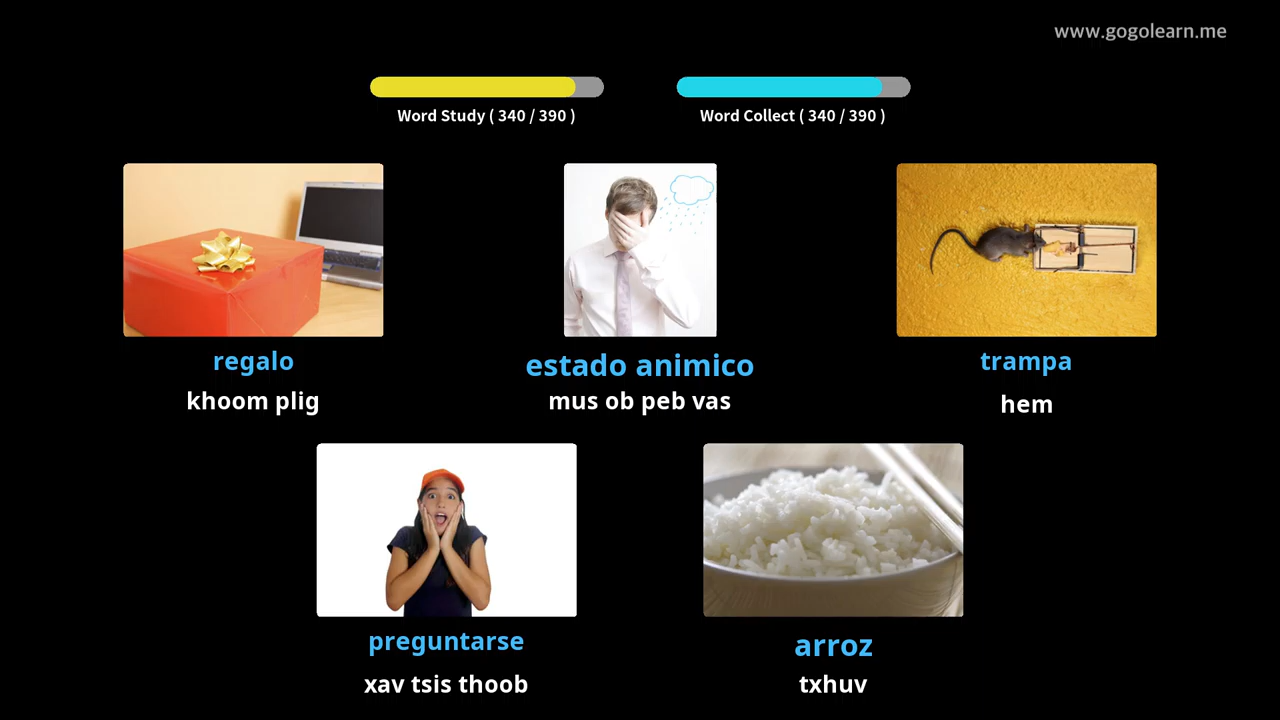 www.gogolearn.me
Word Study ( 340 / 390 )
Word Collect ( 340 / 390 )
regalo
khoom plig
estado animico
mus ob peb vas
trampa
hem
preguntarse
xav tsis thoob
arroz
txhuv